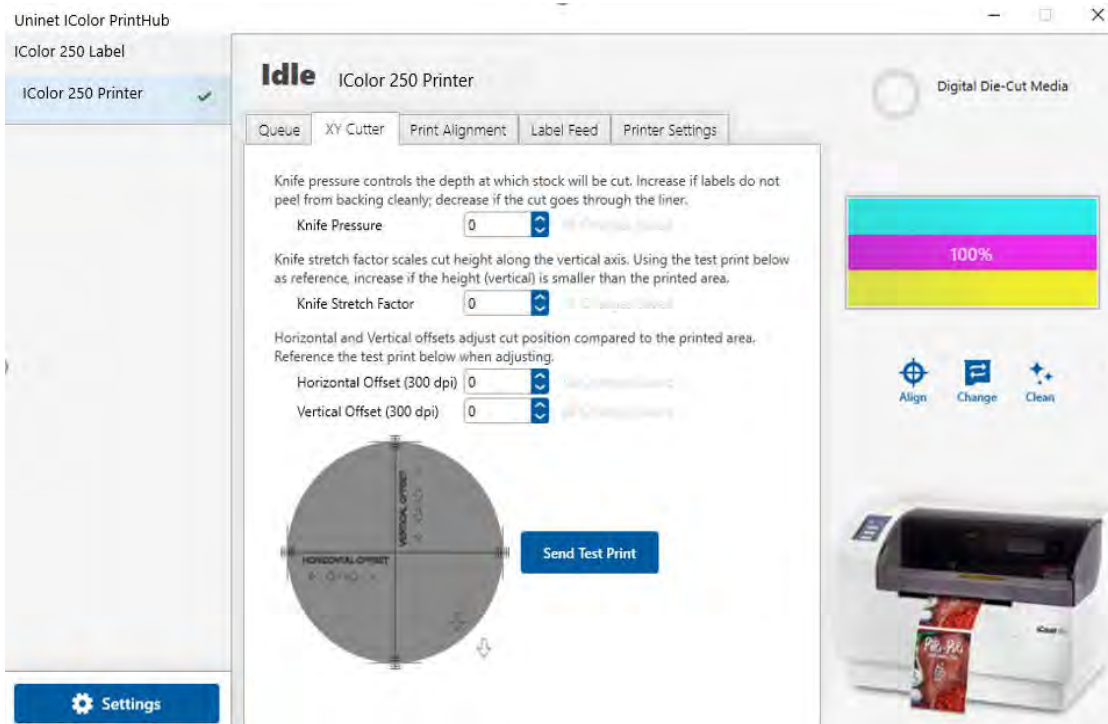 Uninet IColor PrintHub
IColor 250 Label
IColor 250 Printer
Idle IColor 250 Printer
Digital Die-Cut Media
Queue XY Cutter Print Alignment Label Feed Printer Settings
Knife pressure controls the depth at which stock will be cut. Increase if labels do not
peel from backing cleanly; decrease if the cut goes through the liner.
Knife Pressure 0
100%
Knife stretch factor scales cut height along the vertical axis. Using the test print below
as reference, increase if the height (vertical) is smaller than the printed area.
Knife Stretch Factor 0
Horizontal and Vertical offsets adjust cut position compared to the printed area.
Reference the test print below when adjusting.
Horizontal Offset (300 dpi) 0
Vertical Offset (300 dpi) 0
Align Change Clean
VERTICAL OFFSET
HORIZONTAL OFFSET
Send Test Print
Settings